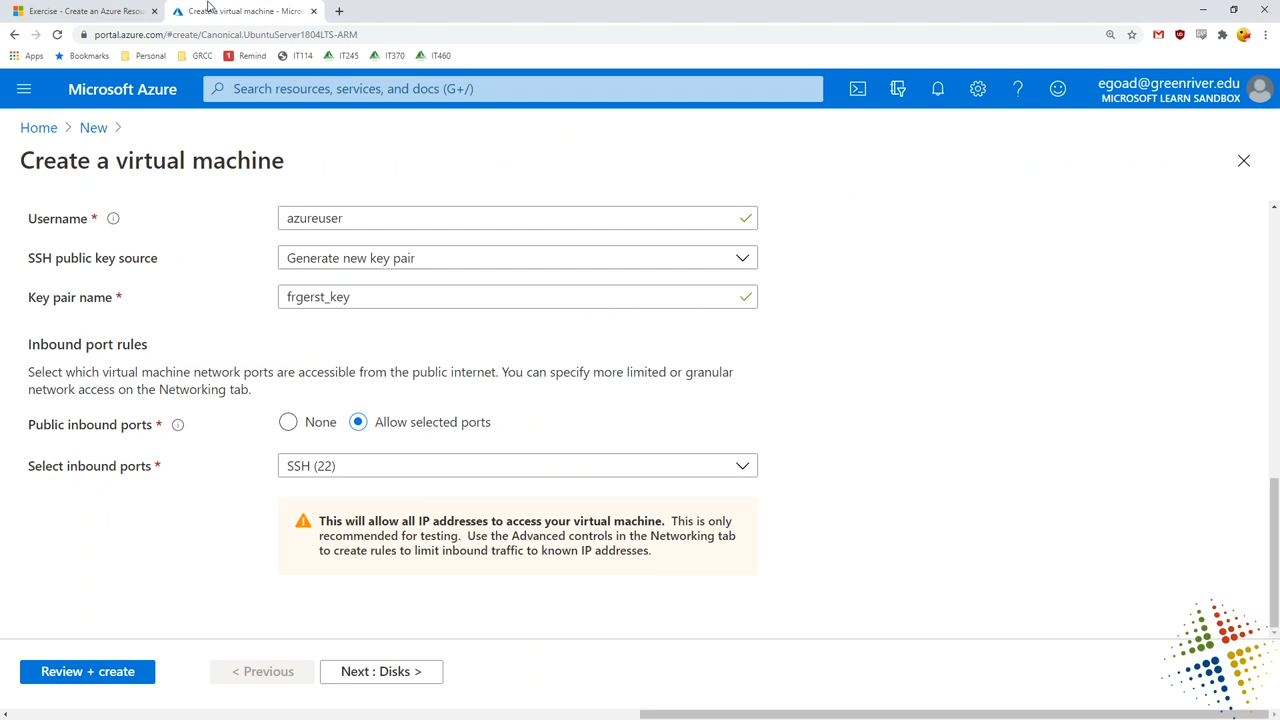 Exercise - Create an Azure Resou
Create a virtual machine - Micros
portal.azure.com/#create/Canonical.UbuntuServer1804LTS-ARM
Apps Bookmarks Personal GRCC Remind IT114 IT245 IT370 IT460
Microsoft Azure
Search resources, services, and docs (G+/)
egoad@greenriver.edu
MICROSOFT LEARN SANDBOX
Home > New >
Create a virtual machine
Username *
azureuser
SSH public key source
Generate new key pair
Key pair name *
frgerst_key
Inbound port rules
Select which virtual machine network ports are accessible from the public internet. You can specify more limited or granular
network access on the Networking tab.
Public inbound ports *
None Allow selected ports
Select inbound ports *
SSH (22)
This will allow all IP addresses to access your virtual machine. This is only
recommended for testing. Use the Advanced controls in the Networking tab
to create rules to limit inbound traffic to known IP addresses.
Review + create
< Previous
Next : Disks >